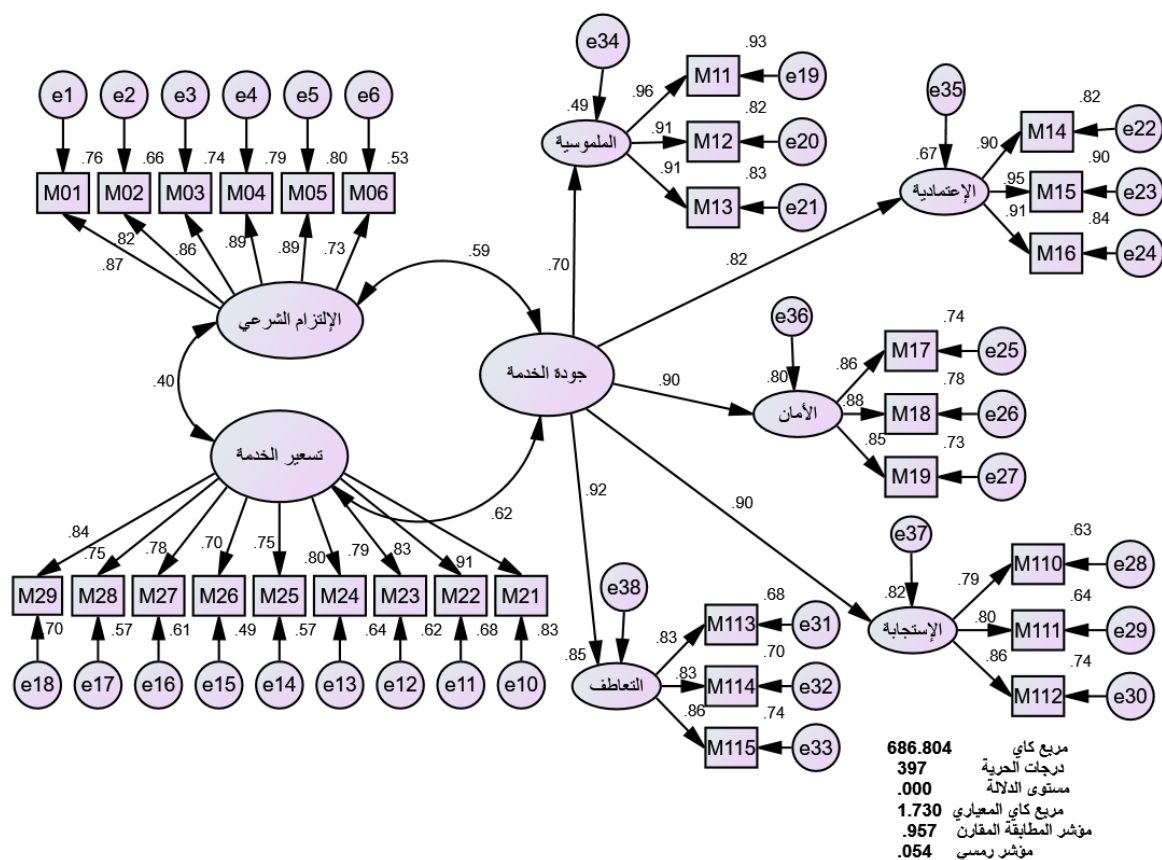 e1 e2 e3 e4 e5 e6
.76 .66 .74 .79 .80 .53
M01 M02 M03 M04 M05 M06
.87 .82 .86 .89 .89 .73
الإلتزام الشرعي
.59
.40
.62
تسعير الخدمة
.84 .75 .78 .70 .75 .80 .79 .83 .91
M29 M28 M27 M26 M25 M24 M23 M22 M21
.70 .57 .61 .49 .57 .64 .62 .68 .83
e18 e17 e16 e15 e14 e13 e12 e11 e10
جودة الخدمة
.70
.82
.90
.90
.92
e34
.49
الملموسية
.96 M11 .93 e19
.91 M12 .82 e20
.91 M13 .83 e21
e35
.67
الإعتمادية
.90 M14 .82 e22
.95 M15 .90 e23
.91 M16 .84 e24
e36
.80
الأمان
.86 M17 .74 e25
.88 M18 .78 e26
.85 M19 .73 e27
e37
.82
الإستجابة
.79 M110 .63 e28
.80 M111 .64 e29
.86 M112 .74 e30
e38
.85
التعاطف
.83 M113 .68 e31
.83 M114 .70 e32
.86 M115 .74 e33
مربع كاي 686.804
درجات الحرية 397
مستوى الدلالة .000
مربع كاي المعياري 1.730
مؤشر المطابقة المقارن .957
مؤشر رمسي .054